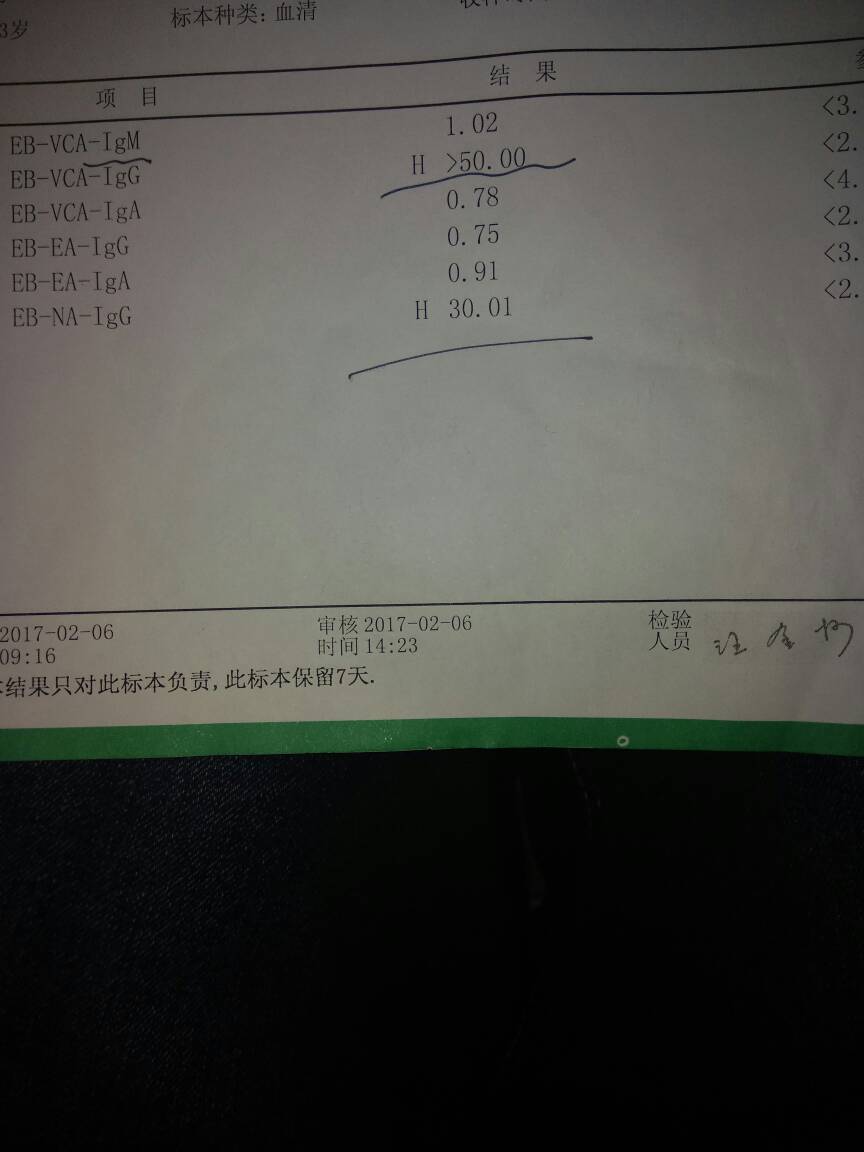 3岁
标本种类: 血清
项 目 结 果
EB-VCA-IgM 1.02 <3.
EB-VCA-IgG H >50.00 <2.
EB-VCA-IgA 0.78 <4.
EB-EA-IgG 0.75 <2.
EB-EA-IgA 0.91 <3.
EB-NA-IgG H 30.01 <2.
2017-02-06 审核 2017-02-06 检验
09:16 时间 14:23 人员
结果只对此标本负责,此标本保留7天.